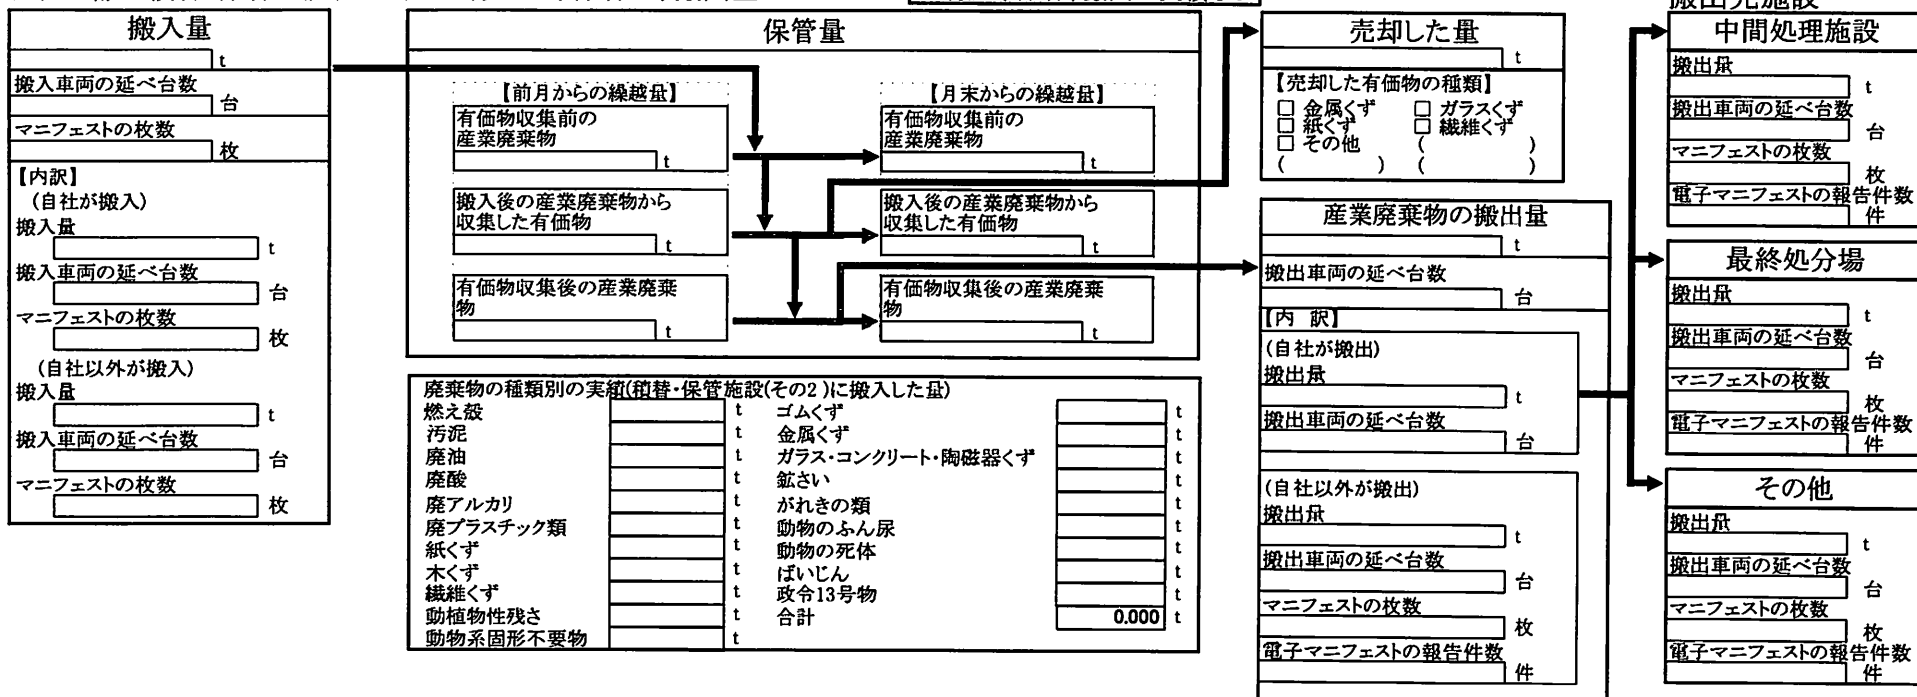 搬入量
t
搬入車両の延べ台数
台
マニフェストの枚数
枚
【内訳】
(自社が搬入)
搬入量
t
搬入車両の延べ台数
台
マニフェストの枚数
枚
(自社以外が搬入)
搬入量
t
搬入車両の延べ台数
台
マニフェストの枚数
枚
保管量
【前月からの繰越量】
有価物収集前の
産業廃棄物
t
搬入後の産業廃棄物から
収集した有価物
t
有価物収集後の産業廃棄
物
t
【月末からの繰越量】
有価物収集前の
産業廃棄物
t
搬入後の産業廃棄物から
収集した有価物
t
有価物収集後の産業廃棄
物
t
廃棄物の種類別の実績(積替・保管施設(その2)に搬入した量)
燃え殻 t
汚泥 t
廃油 t
廃酸 t
廃アルカリ t
廃プラスチック類 t
紙くず t
木くず t
繊維くず t
動植物性残さ t
動物系固形不要物 t
ゴムくず t
金属くず t
ガラス・コンクリート・陶磁器くず t
鉱さい t
がれきの類 t
動物のふん尿 t
動物の死体 t
ばいじん t
政令13号物 t
合計 0.000 t
売却した量
t
【売却した有価物の種類】
□ 金属くず □ ガラスくず
□ 紙くず □ 繊維くず
□ その他 ( )
( ) ( )
産業廃棄物の搬出量
t
搬出車両の延べ台数
台
【内 訳】
(自社が搬出)
搬出量
t
搬出車両の延べ台数
台
(自社以外が搬出)
搬出量
t
搬出車両の延べ台数
台
マニフェストの枚数
枚
電子マニフェストの報告件数
件
搬出先施設
中間処理施設
搬出量
t
搬出車両の延べ台数
台
マニフェストの枚数
枚
電子マニフェストの報告件数
件
最終処分場
搬出量
t
搬出車両の延べ台数
台
マニフェストの枚数
枚
電子マニフェストの報告件数
件
その他
搬出量
t
搬出車両の延べ台数
台
マニフェストの枚数
枚
電子マニフェストの報告件数
件